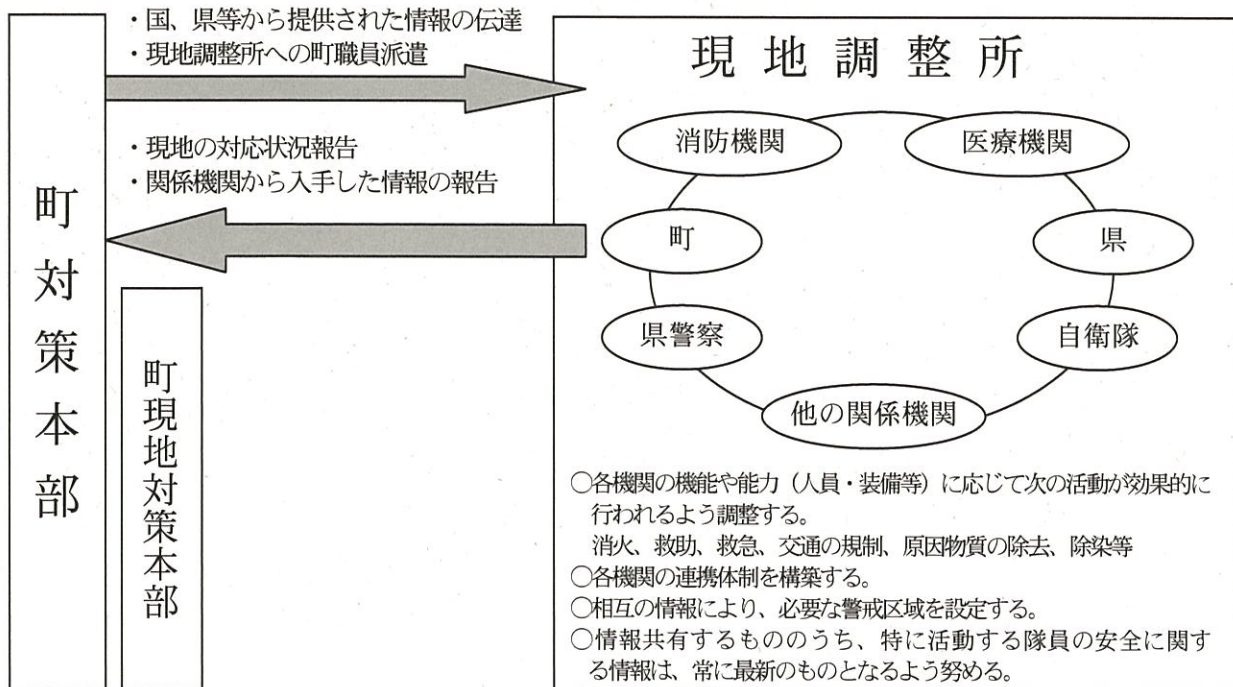 町対策本部
・国、県等から提供された情報の伝達
・現地調整所への町職員派遣
・現地の対応状況報告
・関係機関から入手した情報の報告
町現地対策本部
現地調整所
消防機関
医療機関
町
県
県警察
自衛隊
他の関係機関
○各機関の機能や能力（人員・装備等）に応じて次の活動が効果的に
行われるよう調整する。
消火、救助、救急、交通の規制、原因物質の除去、除染等
○各機関の連携体制を構築する。
○相互の情報により、必要な警戒区域を設定する。
○情報共有するもののうち、特に活動する隊員の安全に関す
る情報は、常に最新のものとなるよう努める。